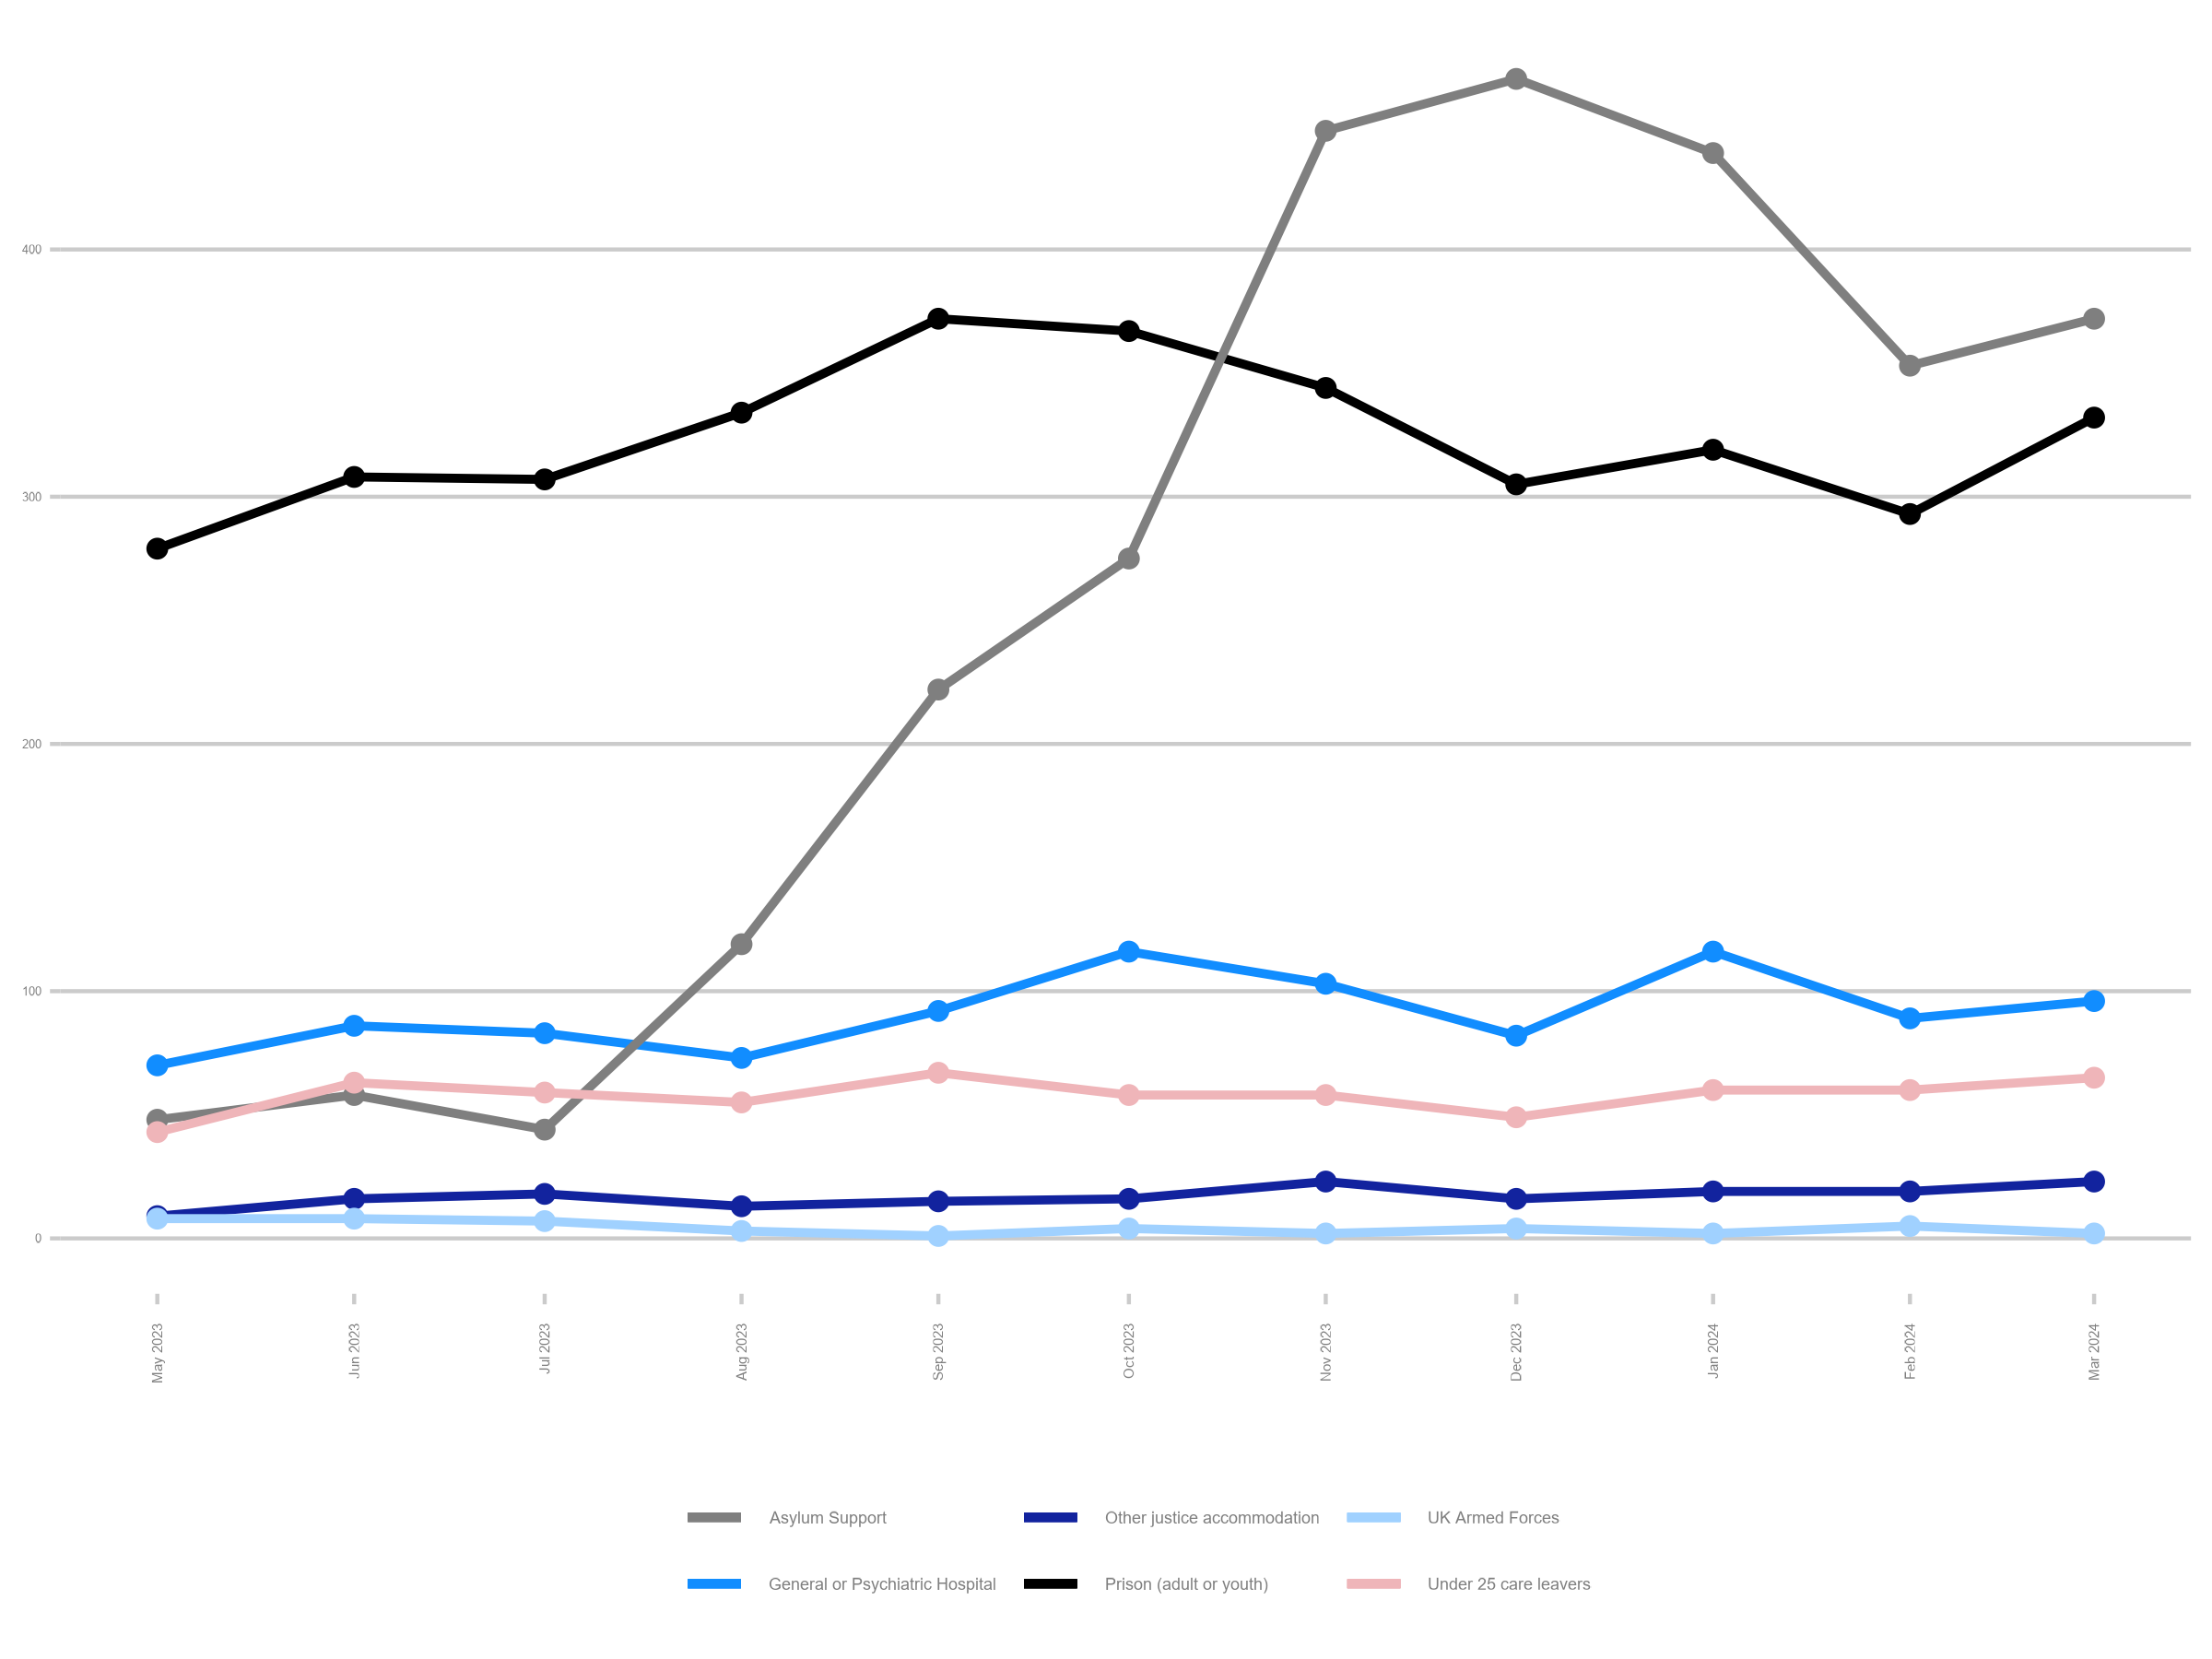 400
300
200
100
0
May 2023
Jun 2023
Jul 2023
Aug 2023
Sep 2023
Oct 2023
Nov 2023
Dec 2023
Jan 2024
Feb 2024
Mar 2024
Asylum Support
Other justice accommodation
UK Armed Forces
General or Psychiatric Hospital
Prison (adult or youth)
Under 25 care leavers